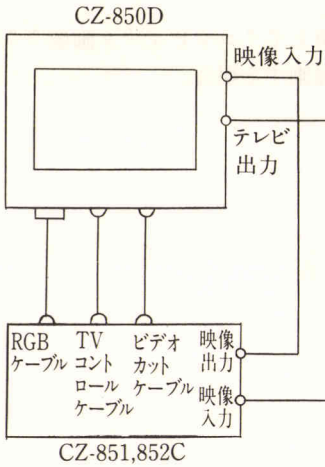 CZ-850D
映像入力
テレビ
出力
RGB
ケーブル
TV
コント
ロール
ケーブル
ビデオ
カット
ケーブル
映像
出力
映像
入力
CZ-851,852C